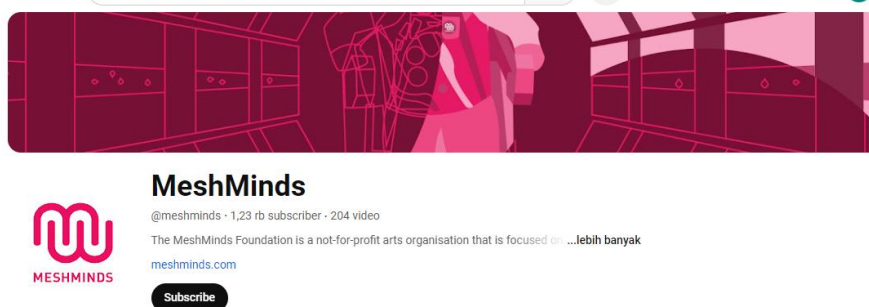 MeshMinds
@meshminds · 1,23 rb subscriber · 204 video
The MeshMinds Foundation is a not-for-profit arts organisation that is focused on ...lebih banyak
meshminds.com
MESHMINDS
Subscribe